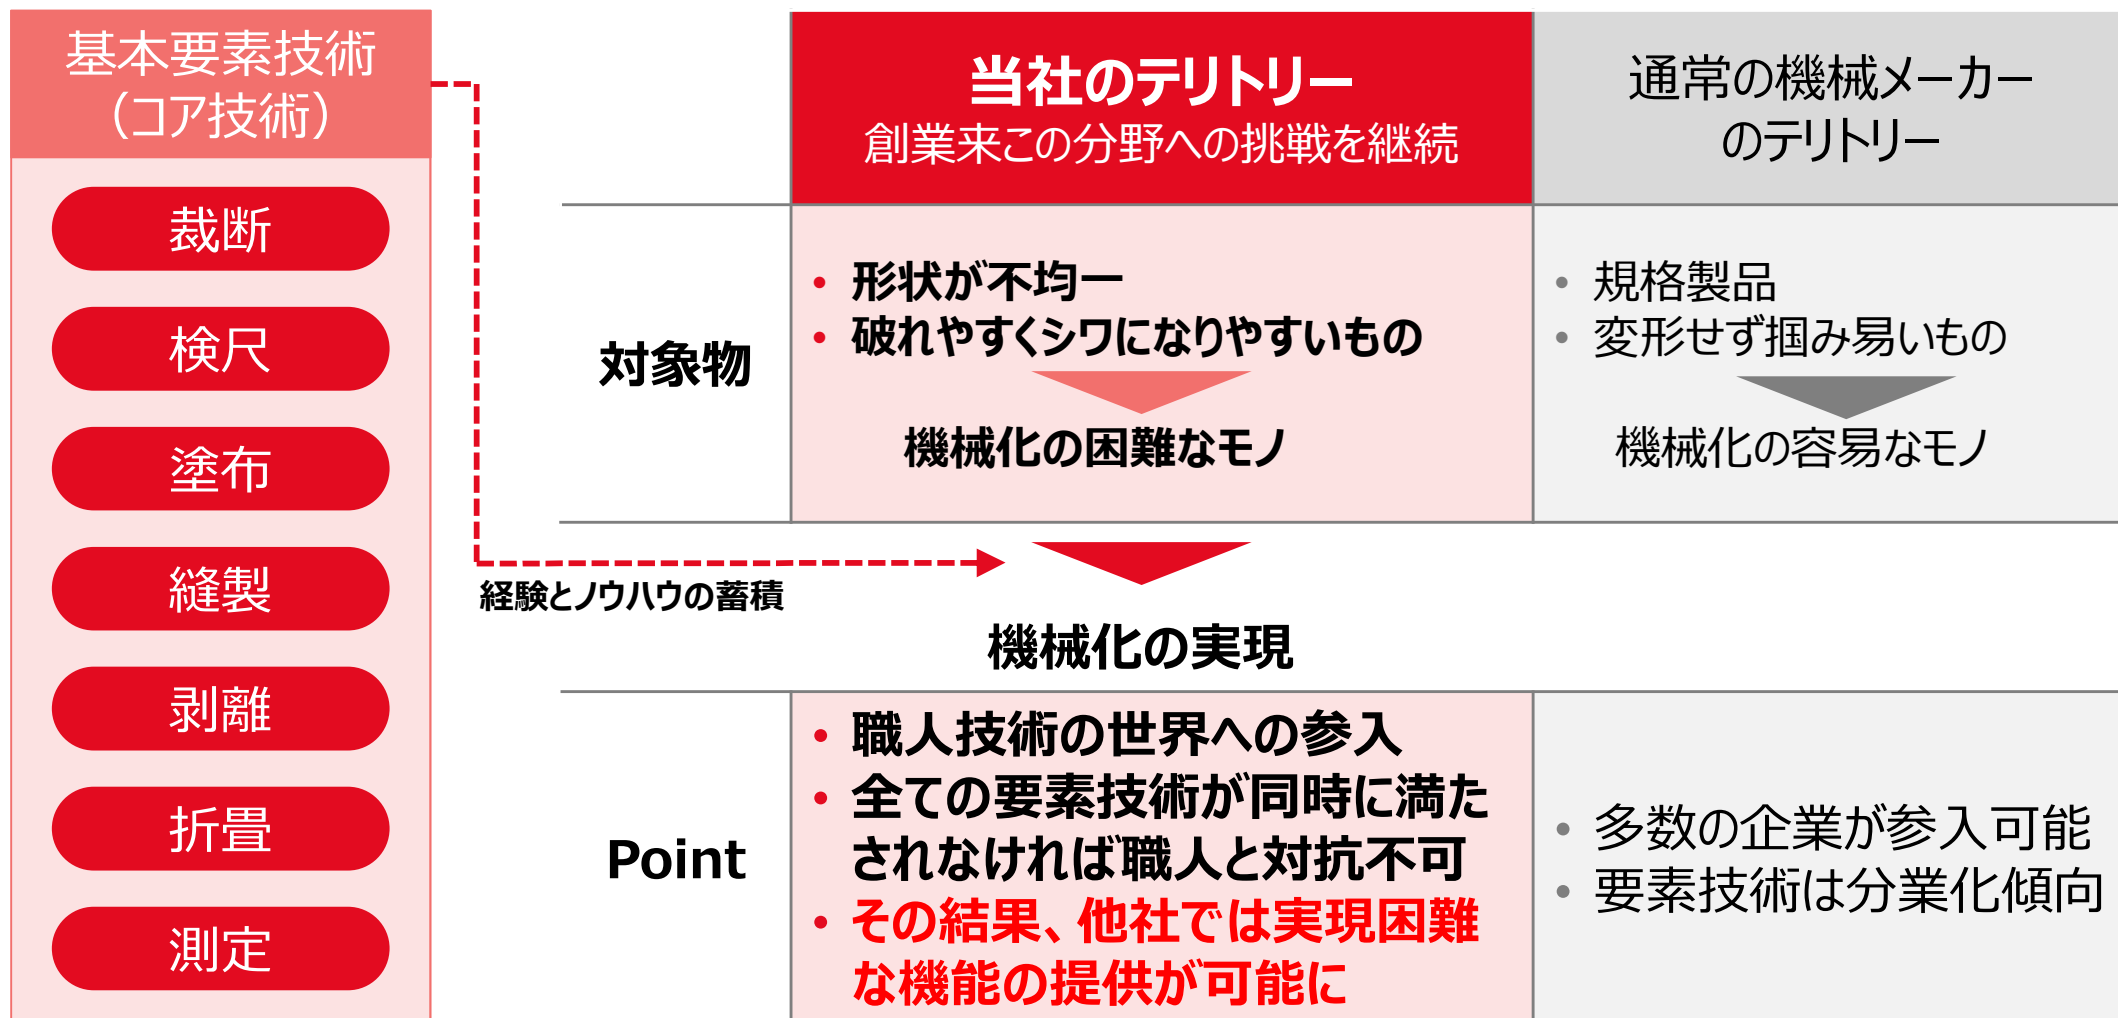 基本要素技術
（コア技術）
裁断
検尺
塗布
縫製
剥離
折畳
測定
経験とノウハウの蓄積
当社のテリトリー
創業来この分野への挑戦を継続
通常の機械メーカー
のテリトリー
対象物
• 形状が不均一
• 破れやすくシワになりやすいもの
機械化の困難なモノ
• 規格製品
• 変形せず掴み易いもの
機械化の容易なモノ
機械化の実現
Point
• 職人技術の世界への参入
• 全ての要素技術が同時に満た
されなければ職人と対抗不可
• その結果、他社では実現困難
な機能の提供が可能に
• 多数の企業が参入可能
• 要素技術は分業化傾向